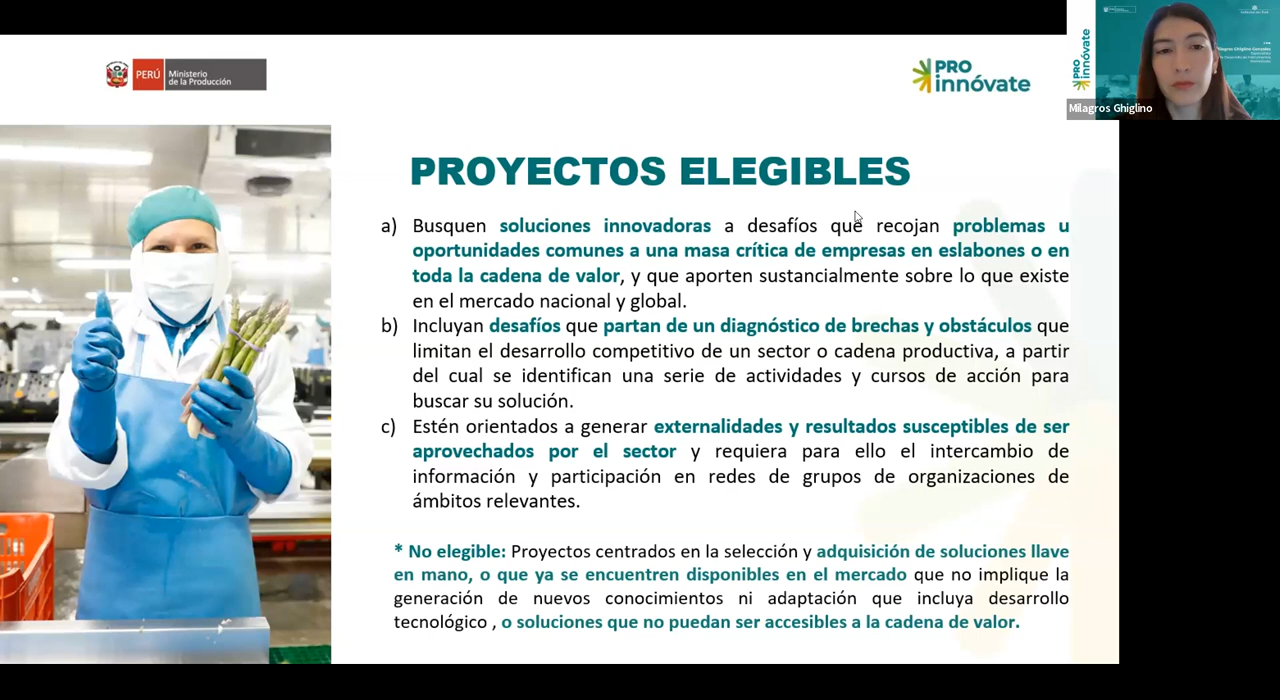 PERÚ
Ministerio
de la Producción
PRO
innóvate
PRO
innóvate
Milagros Ghiglino
PROYECTOS ELEGIBLES
a) Busquen soluciones innovadoras a desafíos que recojan problemas u
oportunidades comunes a una masa crítica de empresas en eslabones o en
toda la cadena de valor, y que aporten sustancialmente sobre lo que existe
en el mercado nacional y global.
b) Incluyan desafíos que partan de un diagnóstico de brechas y obstáculos que
limitan el desarrollo competitivo de un sector o cadena productiva, a partir
del cual se identifican una serie de actividades y cursos de acción para
buscar su solución.
c) Estén orientados a generar externalidades y resultados susceptibles de ser
aprovechados por el sector y requiera para ello el intercambio de
información y participación en redes de grupos de organizaciones de
ámbitos relevantes.
* No elegible: Proyectos centrados en la selección y adquisición de soluciones llave
en mano, o que ya se encuentren disponibles en el mercado que no implique la
generación de nuevos conocimientos ni adaptación que incluya desarrollo
tecnológico , o soluciones que no puedan ser accesibles a la cadena de valor.